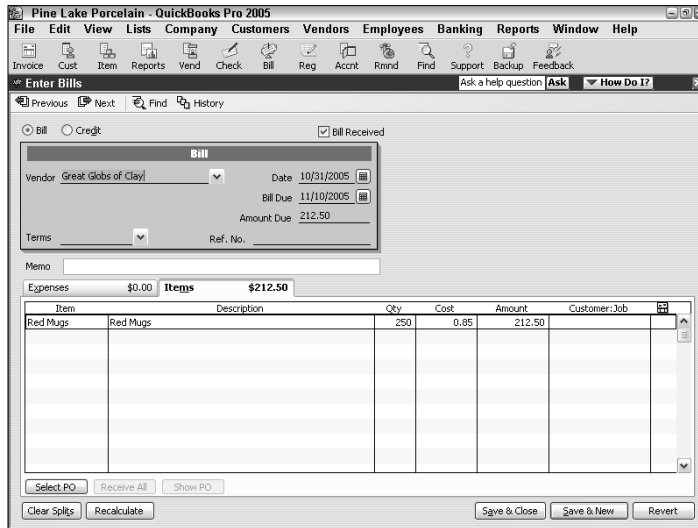 Pine Lake Porcelain - QuickBooks Pro 2005
File Edit View Lists Company Customers Vendors Employees Banking Reports Window Help
Invoice Cust Item Reports Vend Check Bill Reg Accnt Rmnd Find Support Backup Feedback
Enter Bills Ask a help question Ask How Do I?
Previous Next Find History
Bill Credit Bill Received
Bill
Vendor Great Globs of Clay Date 10/31/2005
Bill Due 11/10/2005
Amount Due 212.50
Terms Ref. No.
Memo
Expenses $0.00 Items $212.50
Item Description Qty Cost Amount Customer:Job
Red Mugs Red Mugs 250 0.85 212.50
Select PO Receive All Show PO
Clear Splits Recalculate Save & Close Save & New Revert